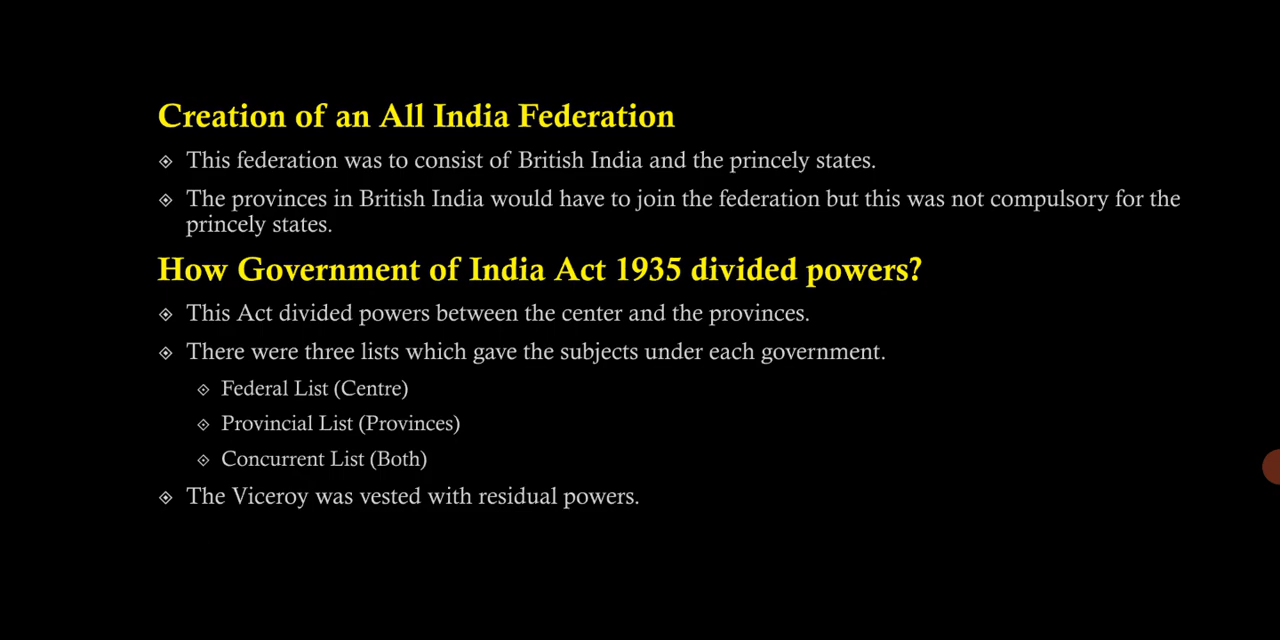 Creation of an All India Federation
This federation was to consist of British India and the princely states.
The provinces in British India would have to join the federation but this was not compulsory for the
princely states.
How Government of India Act 1935 divided powers?
This Act divided powers between the center and the provinces.
There were three lists which gave the subjects under each government.
Federal List (Centre)
Provincial List (Provinces)
Concurrent List (Both)
The Viceroy was vested with residual powers.